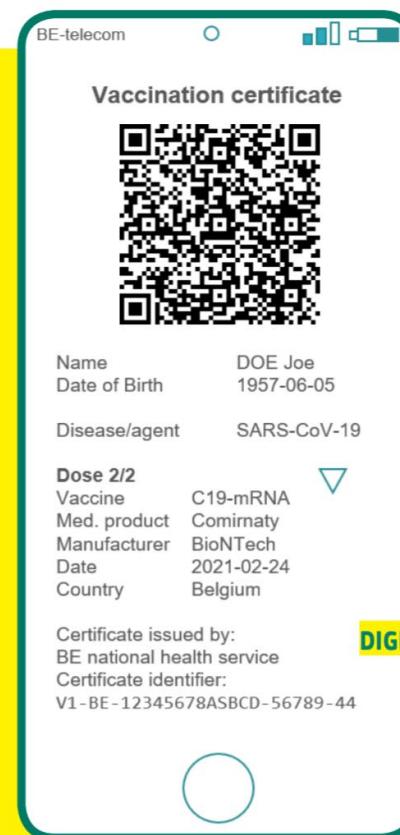 BE-telecom
Vaccination certificate
Name DOE Joe
Date of Birth 1957-06-05
Disease/agent SARS-CoV-19
Dose 2/2
Vaccine C19-mRNA
Med. product Comirnaty
Manufacturer BioNTech
Date 2021-02-24
Country Belgium
Certificate issued by:
BE national health service
Certificate identifier:
V1-BE-12345678ASBCD-56789-44
DIG